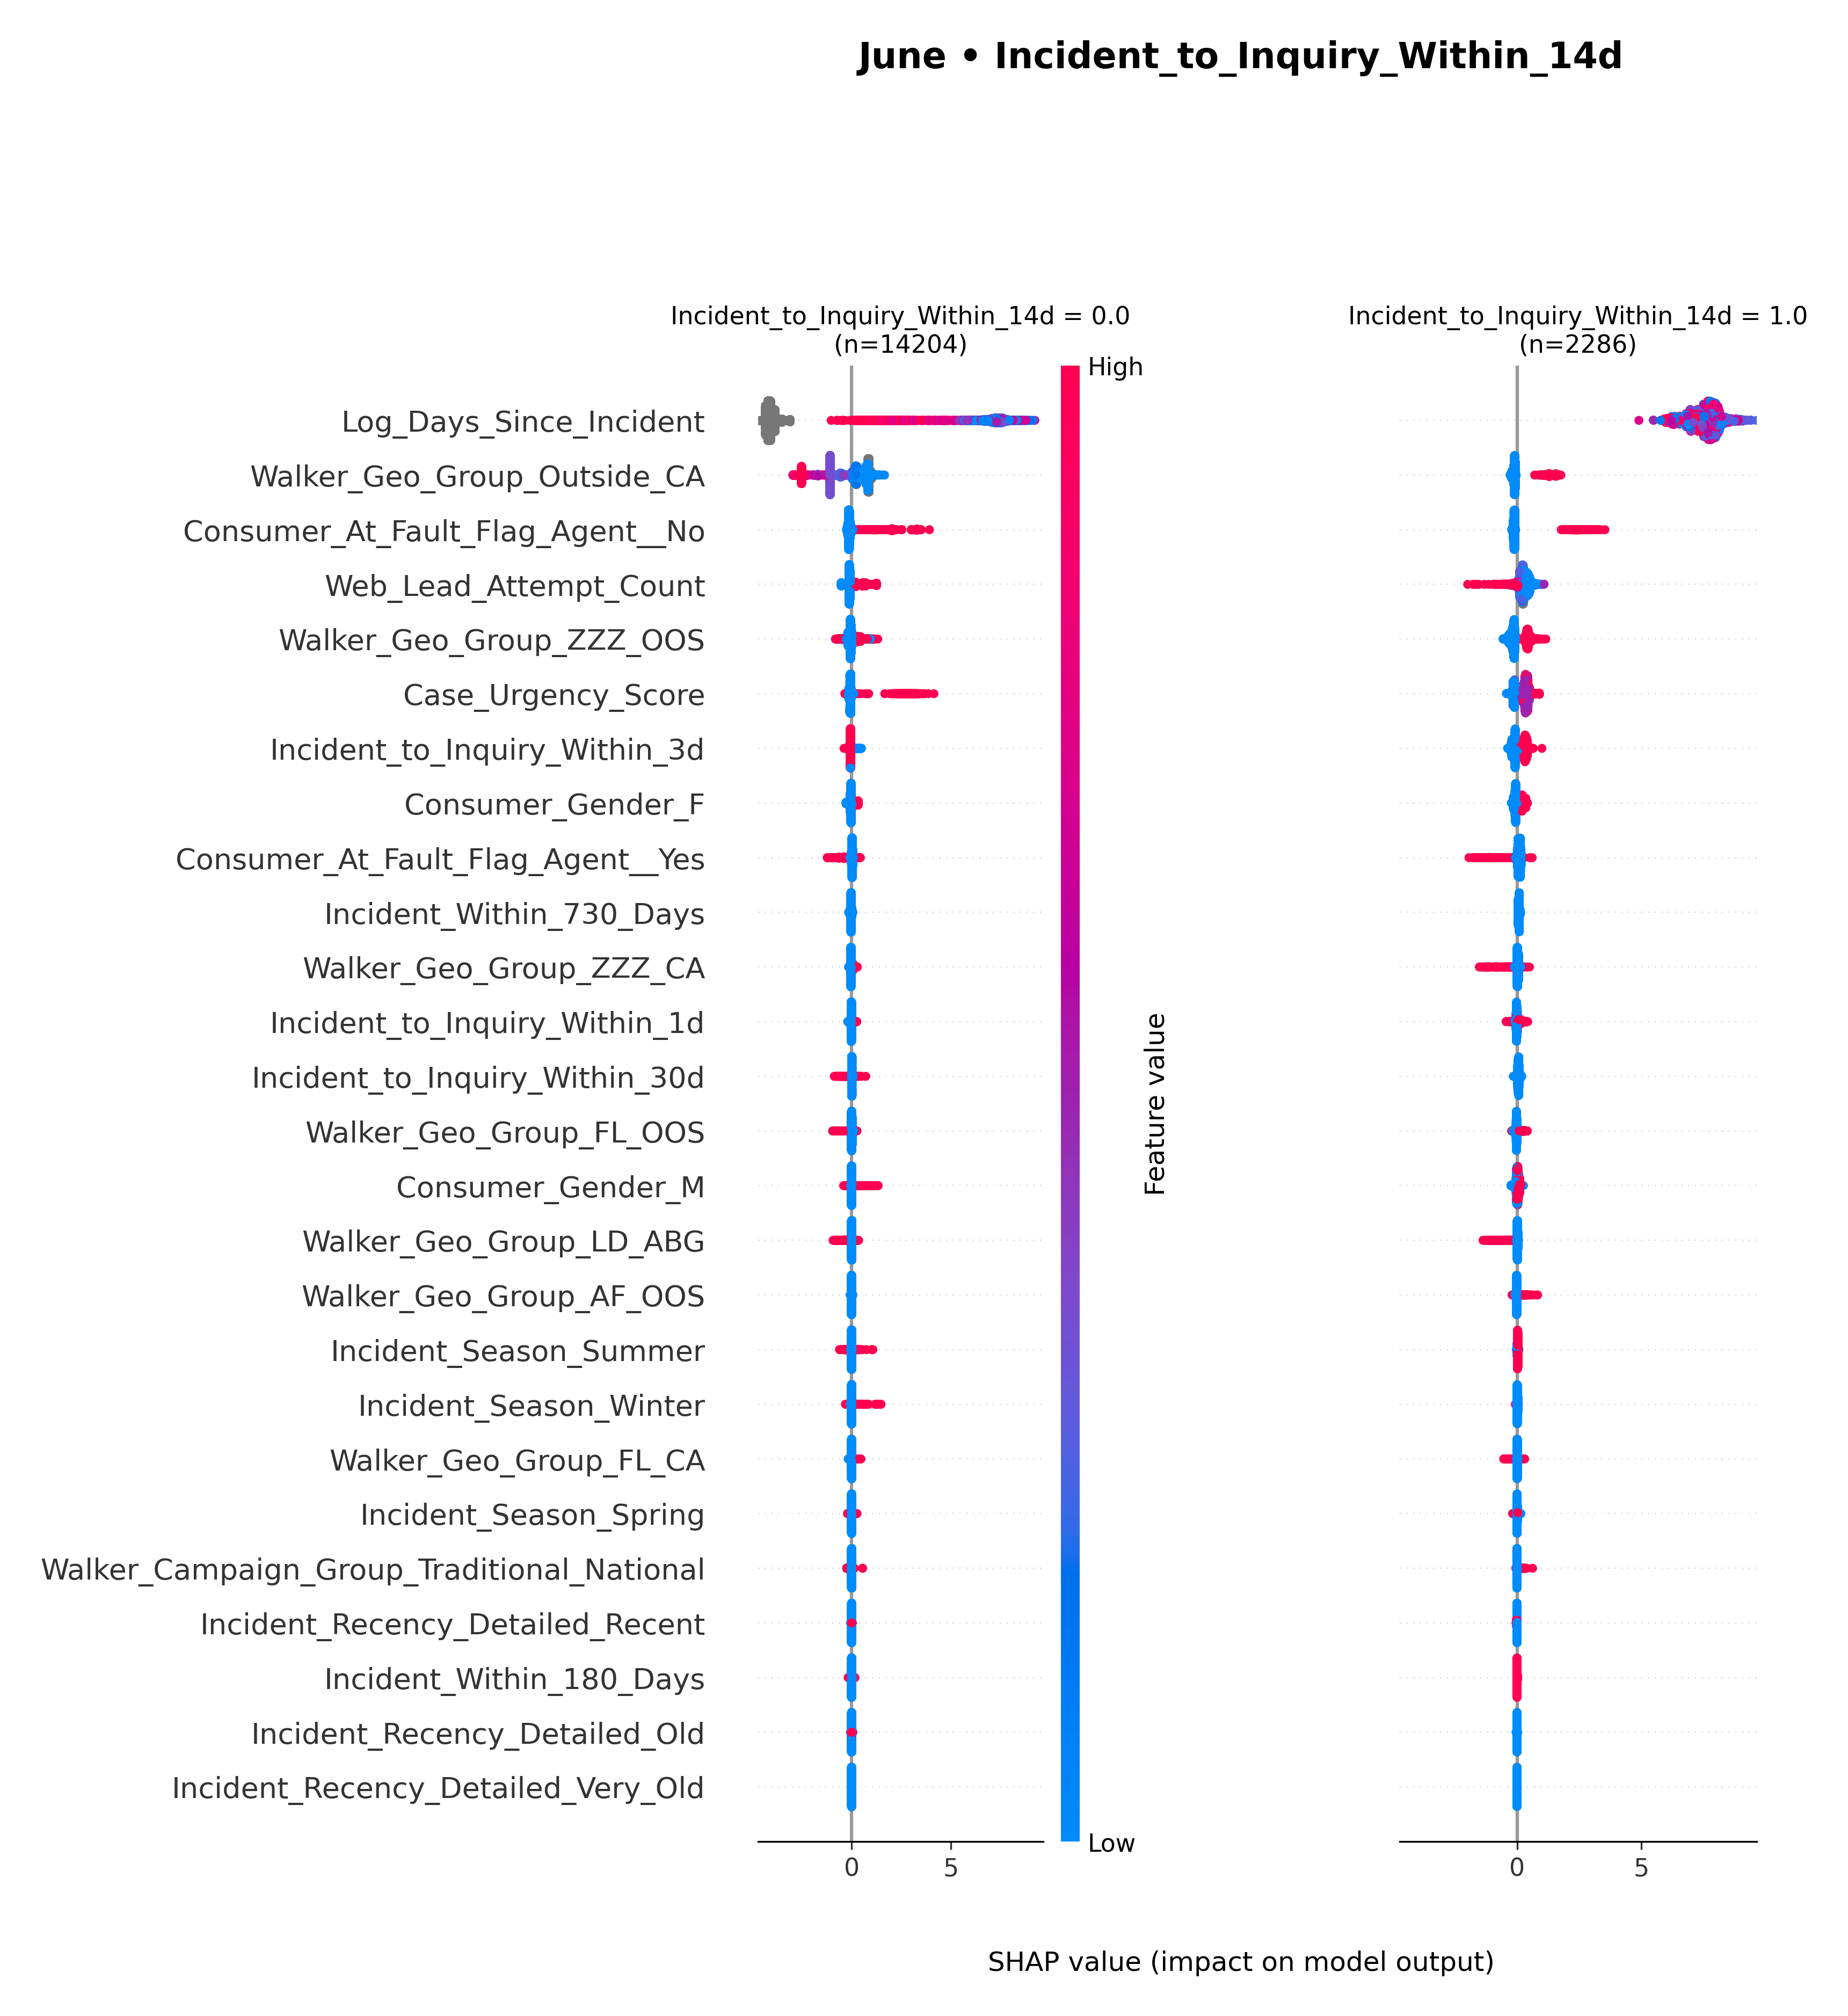 June • Incident_to_Inquiry_Within_14d
Incident_to_Inquiry_Within_14d = 0.0
(n=14204)
Incident_to_Inquiry_Within_14d = 1.0
(n=2286)
High
Log_Days_Since_Incident
Walker_Geo_Group_Outside_CA
Consumer_At_Fault_Flag_Agent__No
Web_Lead_Attempt_Count
Walker_Geo_Group_ZZZ_OOS
Case_Urgency_Score
Incident_to_Inquiry_Within_3d
Consumer_Gender_F
Consumer_At_Fault_Flag_Agent__Yes
Incident_Within_730_Days
Walker_Geo_Group_ZZZ_CA
Incident_to_Inquiry_Within_1d
Incident_to_Inquiry_Within_30d
Walker_Geo_Group_FL_OOS
Consumer_Gender_M
Walker_Geo_Group_LD_ABG
Walker_Geo_Group_AF_OOS
Incident_Season_Summer
Incident_Season_Winter
Walker_Geo_Group_FL_CA
Incident_Season_Spring
Walker_Campaign_Group_Traditional_National
Incident_Recency_Detailed_Recent
Incident_Within_180_Days
Incident_Recency_Detailed_Old
Incident_Recency_Detailed_Very_Old
Feature value
Low
0 5
0 5
SHAP value (impact on model output)